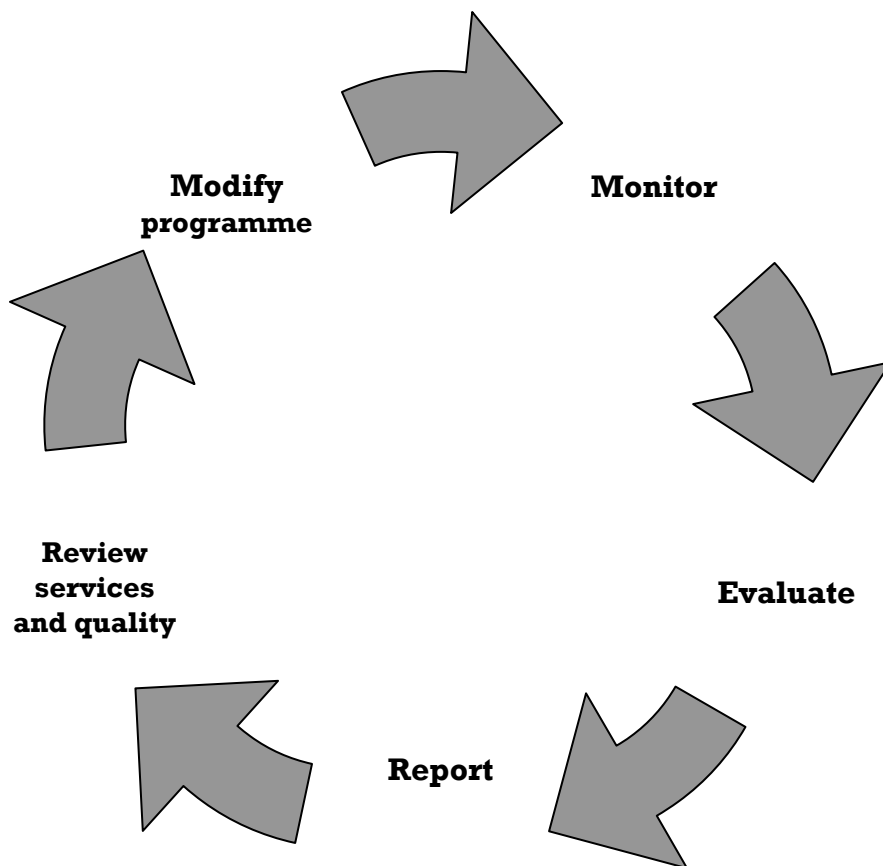 Modify
programme
Monitor
Evaluate
Report
Review
services
and quality